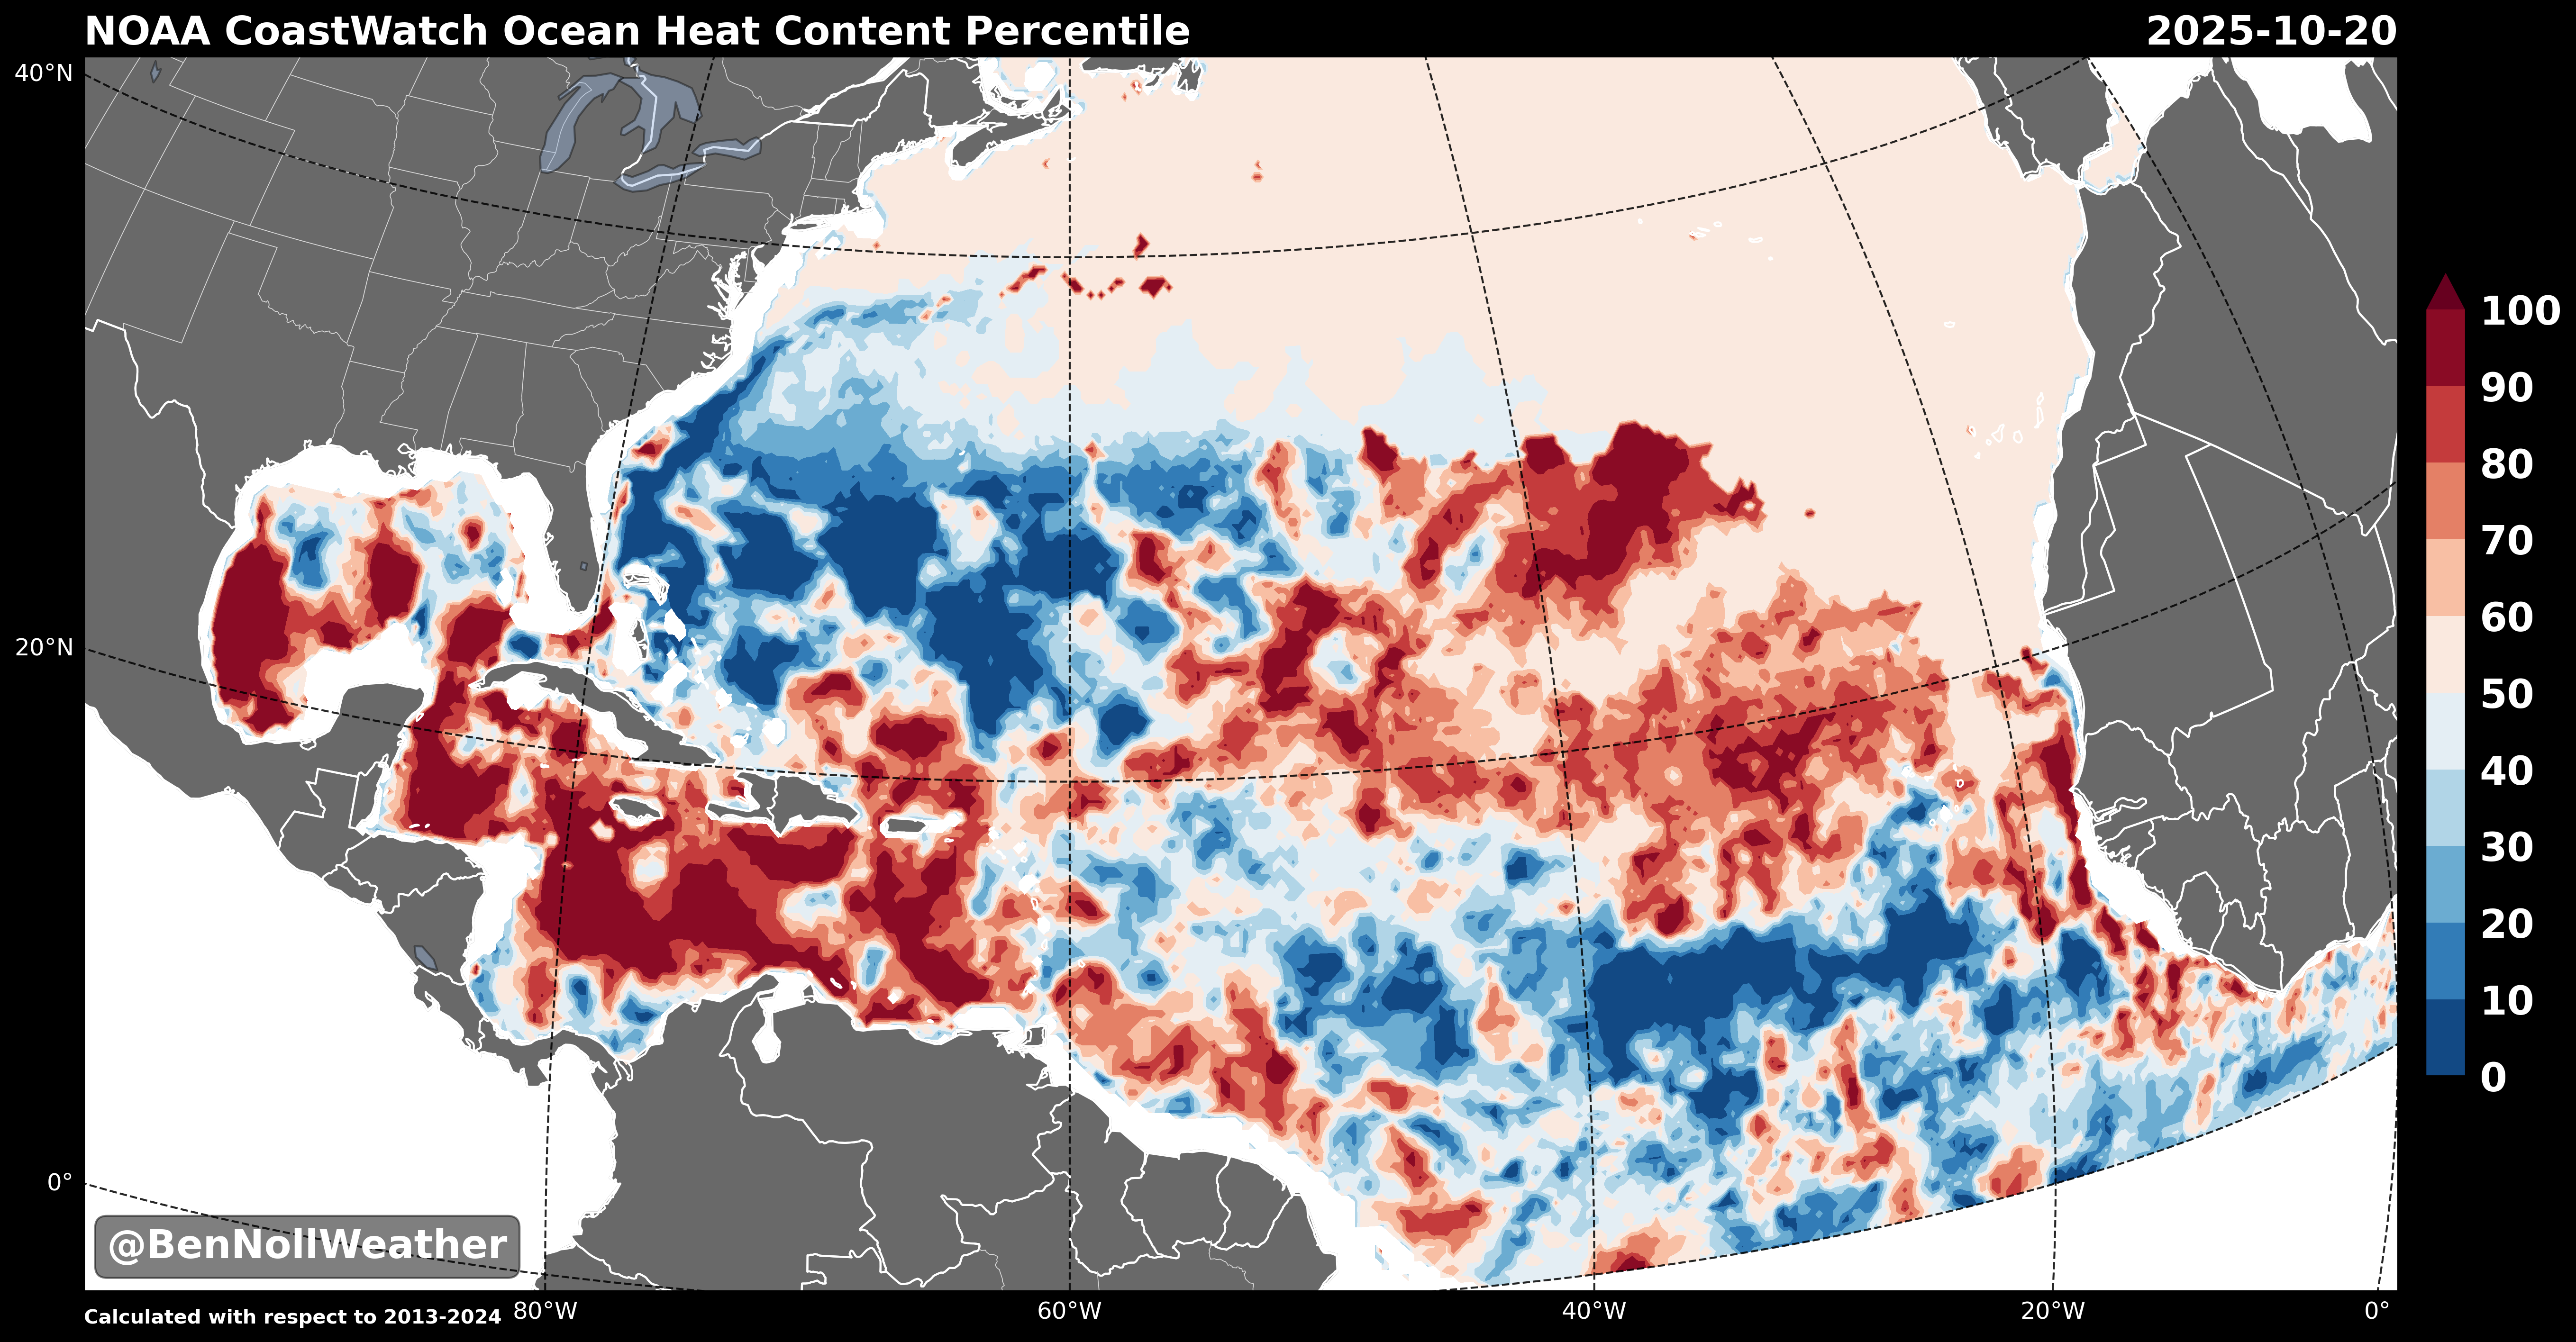 NOAA CoastWatch Ocean Heat Content Percentile 2025-10-20
40°N
20°N
0°
100
90
80
70
60
50
40
30
20
10
0
@BenNollWeather
Calculated with respect to 2013-2024
80°W 60°W 40°W 20°W 0°